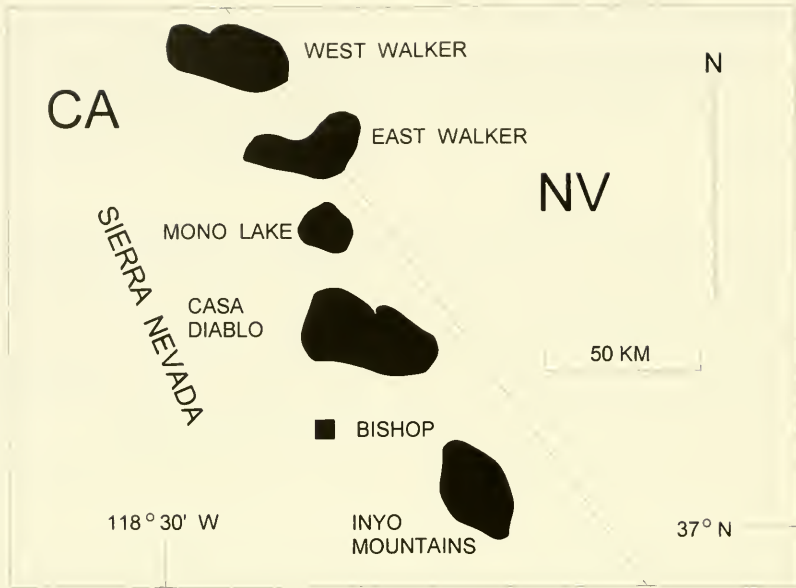 WEST WALKER
N
CA
EAST WALKER
NV
MONO LAKE
SIERRA NEVADA
CASA
DIABLO
50 KM
BISHOP
118° 30' W
INYO
MOUNTAINS
37° N